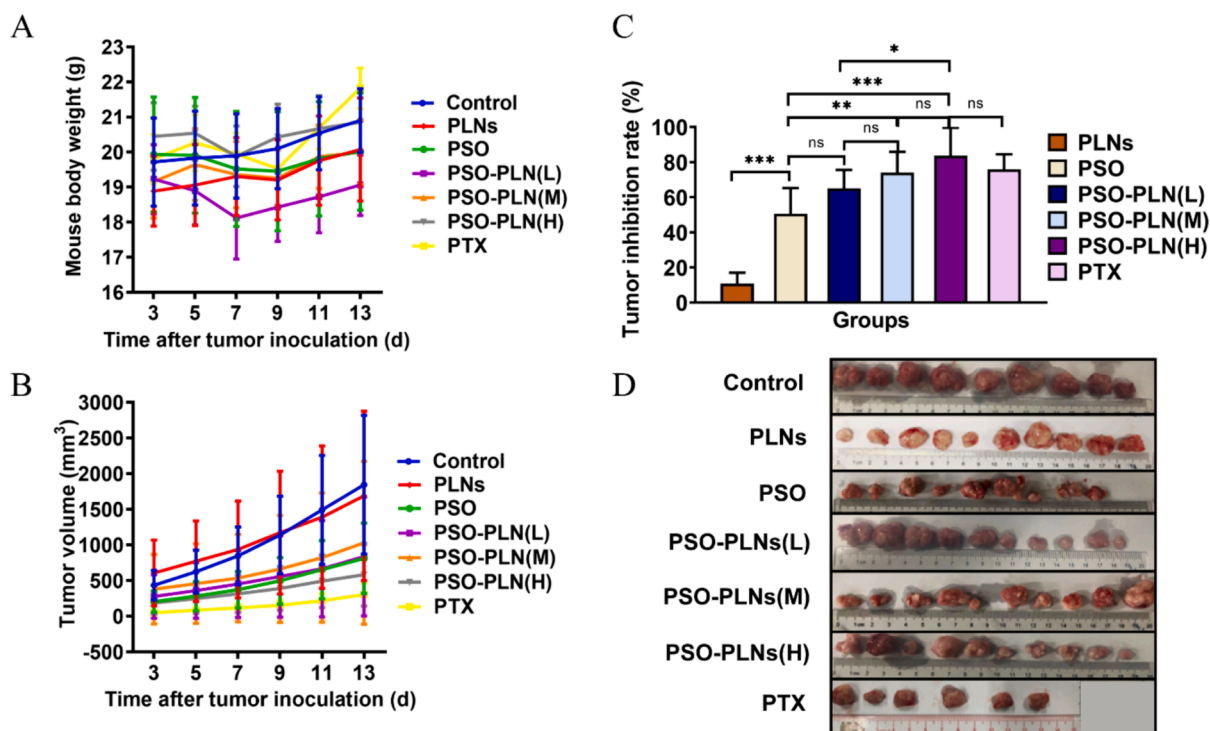 A
Mouse body weight (g)
23
22
21
20
19
18
17
16
3 5 7 9 11 13
Time after tumor inoculation (d)
Control
PLNs
PSO
PSO-PLN(L)
PSO-PLN(M)
PSO-PLN(H)
PTX
B
Tumor volume (mm³)
3000
2500
2000
1500
1000
500
0
-500
3 5 7 9 11 13
Time after tumor inoculation (d)
Control
PLNs
PSO
PSO-PLN(L)
PSO-PLN(M)
PSO-PLN(H)
PTX
C
Tumor inhibition rate (%)
100
80
60
40
20
0
*
***
** ns
ns
*** ns
Groups
PLNs
PSO
PSO-PLN(L)
PSO-PLN(M)
PSO-PLN(H)
PTX
D
Control
PLNs
PSO
PSO-PLNs(L)
PSO-PLNs(M)
PSO-PLNs(H)
PTX